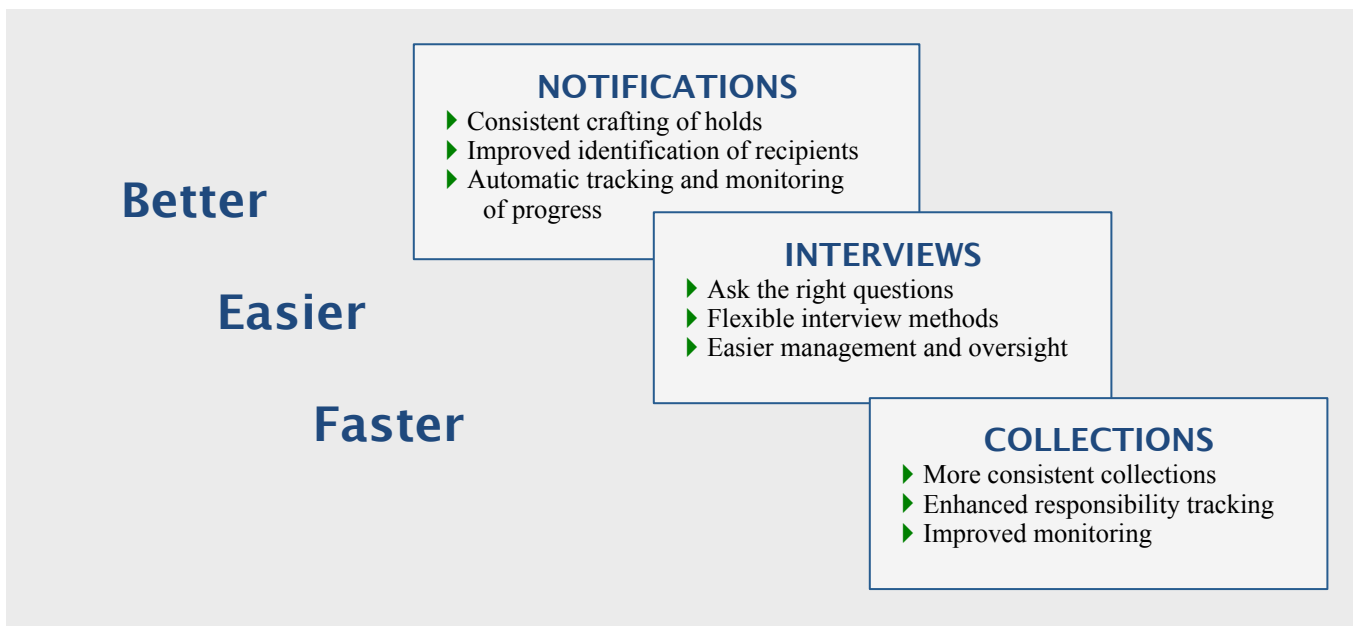 NOTIFICATIONS
Consistent crafting of holds
Improved identification of recipients
Automatic tracking and monitoring
of progress
Better
INTERVIEWS
Ask the right questions
Flexible interview methods
Easier management and oversight
Easier
Faster
COLLECTIONS
More consistent collections
Enhanced responsibility tracking
Improved monitoring